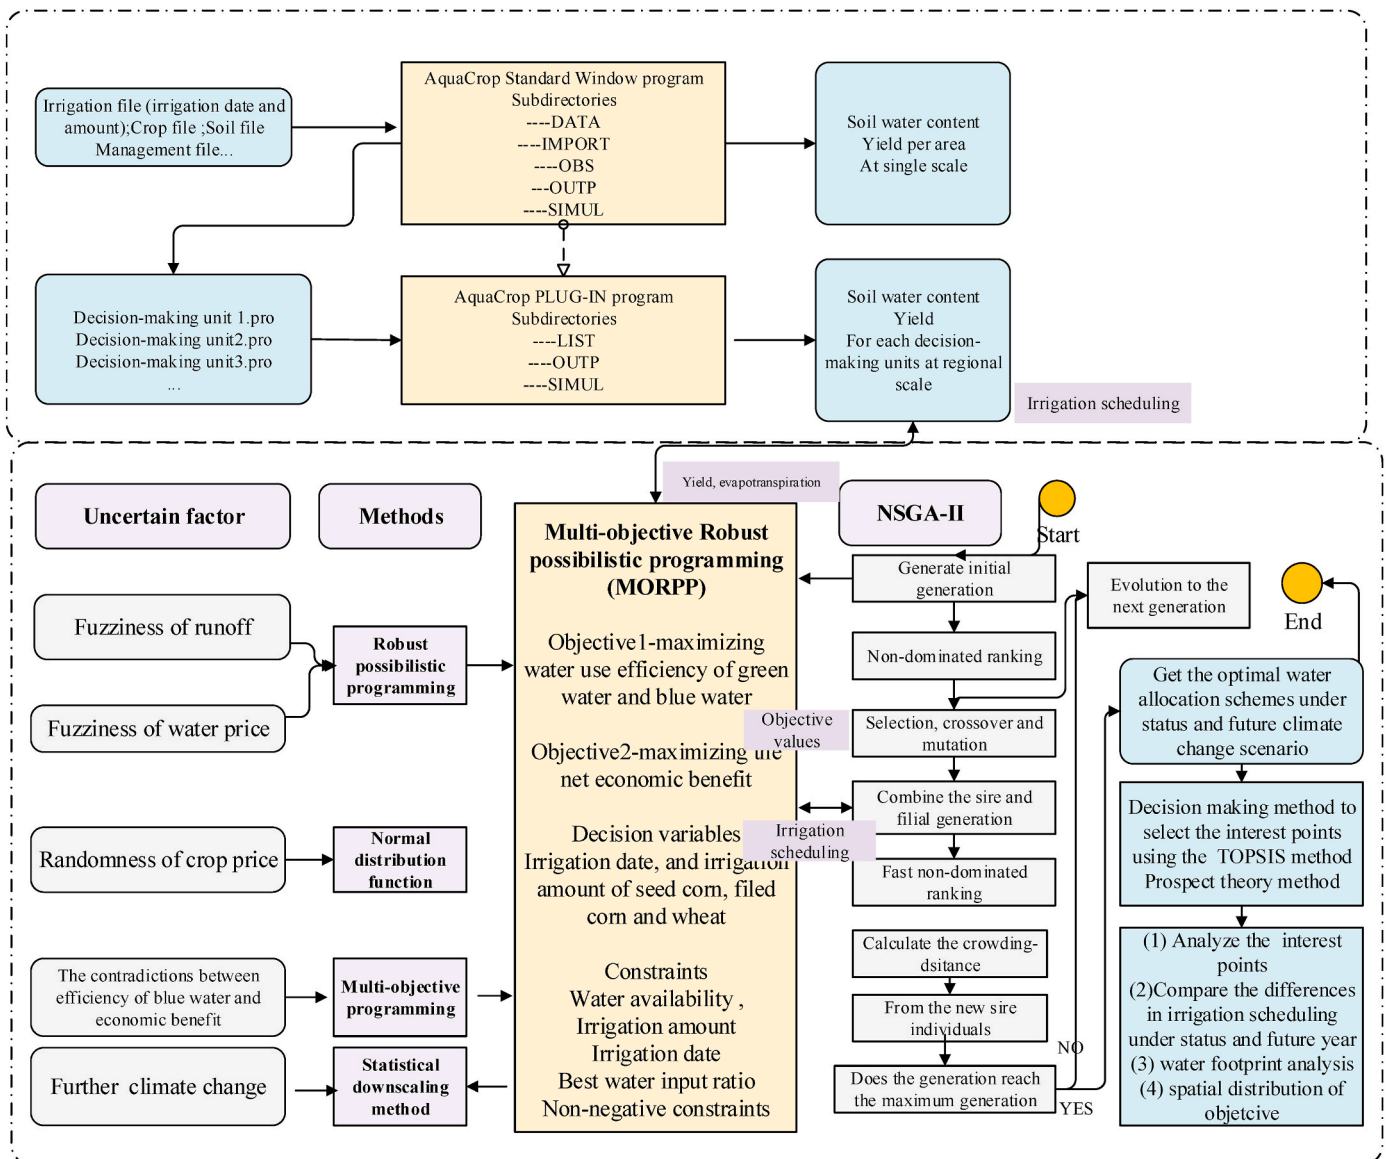 Irrigation file (irrigation date and
amount);Crop file ;Soil file
Management file...
AquaCrop Standard Window program
Subdirectories
----DATA
----IMPORT
----OBS
---OUTP
----SIMUL
Soil water content
Yield per area
At single scale
Decision-making unit 1.pro
Decision-making unit2.pro
Decision-making unit3.pro
...
AquaCrop PLUG-IN program
Subdirectories
----LIST
----OUTP
----SIMUL
Soil water content
Yield
For each decision-
making units at regional
scale
Irrigation scheduling
Yield, evapotranspiration
Uncertain factor
Methods
Fuzziness of runoff
Fuzziness of water price
Robust
possibilistic
programming
Randomness of crop price
Normal
distribution
function
The contradictions between
efficiency of blue water and
economic benefit
Multi-objective
programming
Further climate change
Statistical
downscaling
method
Multi-objective Robust
possibilistic programming
(MORPP)
Objective1-maximizing
water use efficiency of green
water and blue water
Objective2-maximizing the
net economic benefit
Decision variables
Irrigation date, and irrigation
amount of seed corn, filed
corn and wheat
Constraints
Water availability ,
Irrigation amount
Irrigation date
Best water input ratio
Non-negative constraints
Objective
values
Irrigation
scheduling
NSGA-II
Start
Generate initial
generation
Non-dominated ranking
Selection, crossover and
mutation
Combine the sire and
filial generation
Fast non-dominated
ranking
Calculate the crowding-
dsitance
From the new sire
individuals
Does the generation reach
the maximum generation
NO
YES
Evolution to the
next generation
End
Get the optimal water
allocation schemes under
status and future climate
change scenario
Decision making method to
select the interest points
using the TOPSIS method
Prospect theory method
(1) Analyze the interest
points
(2)Compare the differences
in irrigation scheduling
under status and future year
(3) water footprint analysis
(4) spatial distribution of
objetcive